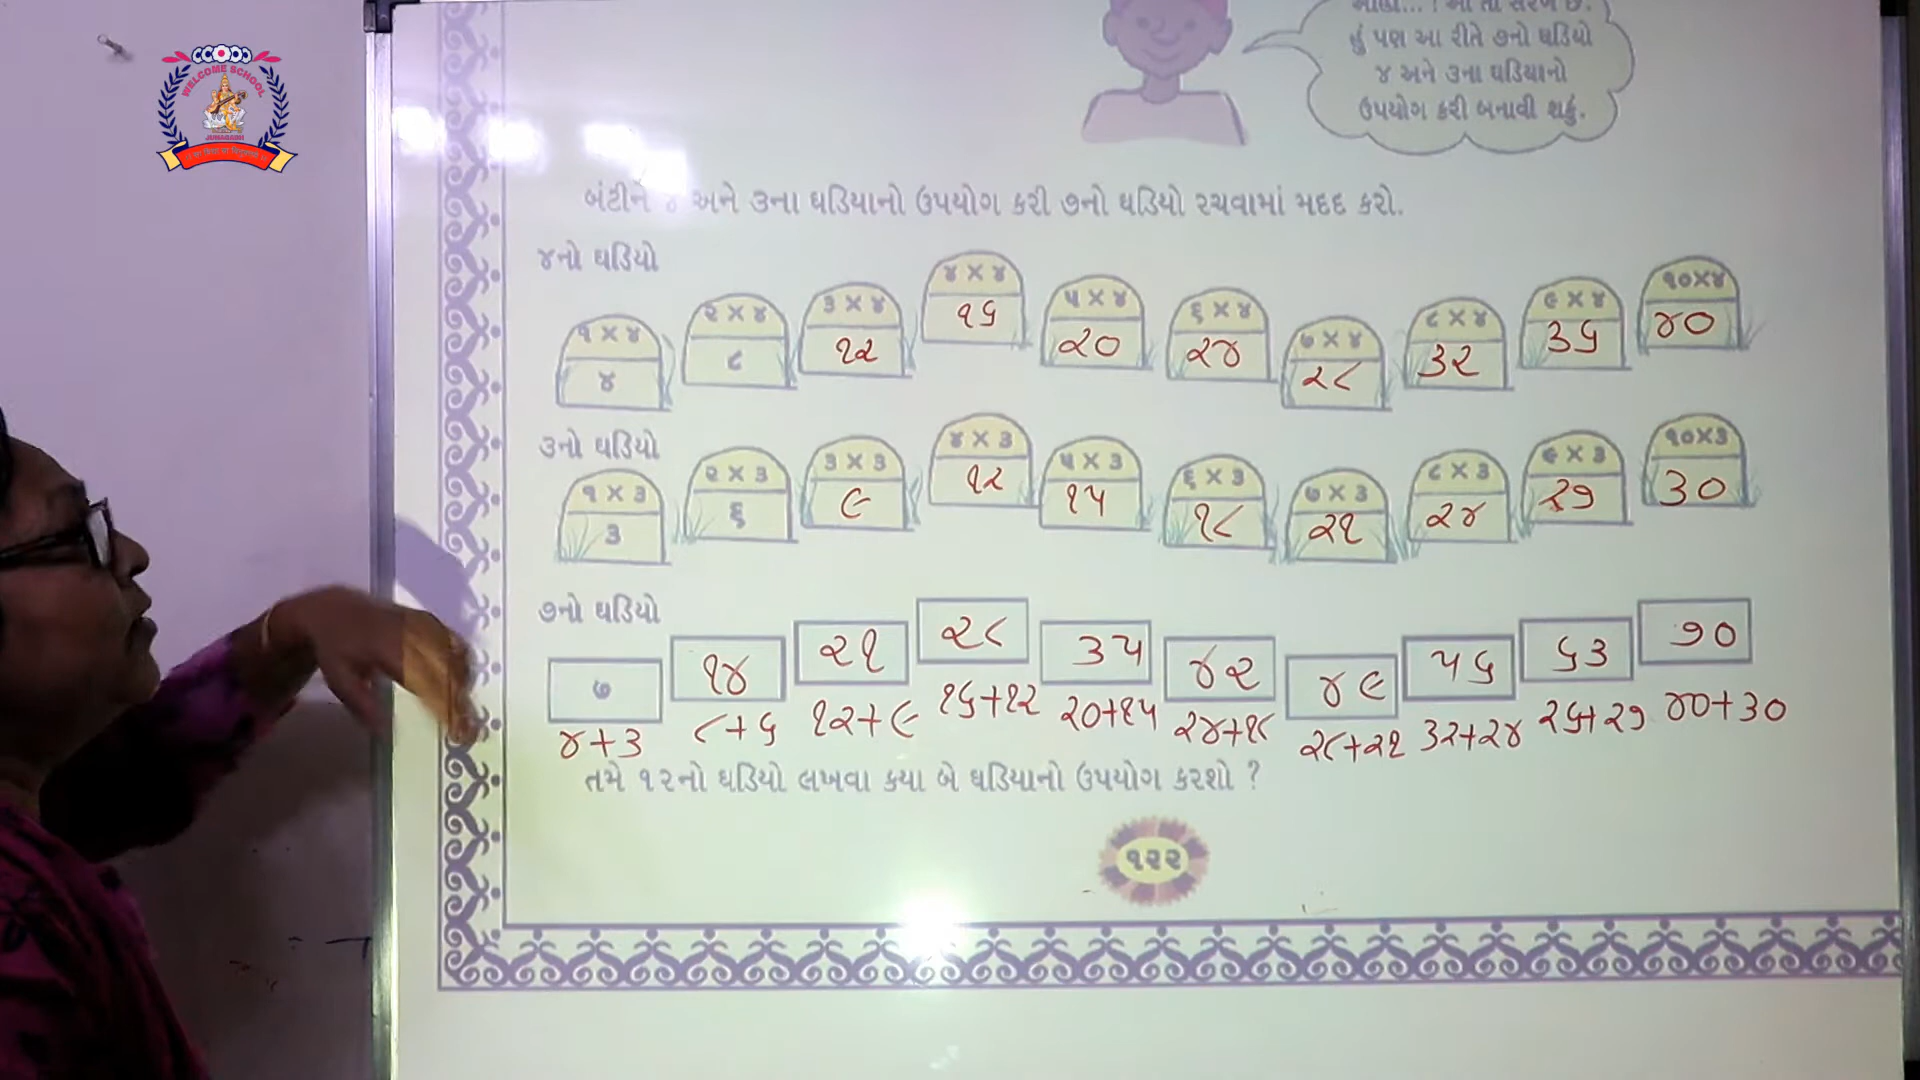 WELCOME SCHOOL
JUNAGADH
હું પણ આ રીતે ૭નો ઘડિયો
૪ અને ૩ના ઘડિયાનો
ઉપયોગ કરી બનાવી શકું.
બંટીને ૪ અને ૩ના ઘડિયાનો ઉપયોગ કરી ૭નો ઘડિયો રચવામાં મદદ કરો.
૪નો ઘડિયો
૧ X ૪ ૨ X ૪ ૩ X ૪ ૪ X ૪ ૫ X ૪ ૬ X ૪ ૭ X ૪ ૮ X ૪ ૯ X ૪ ૧૦X૪
૪ ૮ ૧૨ ૧૬ ૨૦ ૨૪ ૨૮ ૩૨ ૩૬ ૪૦
૩નો ઘડિયો
૧ X ૩ ૨ X ૩ ૩ X ૩ ૪ X ૩ ૫ X ૩ ૬ X ૩ ૭ X ૩ ૮ X ૩ ૯ X ૩ ૧૦X૩
૩ ૬ ૯ ૧૨ ૧૫ ૧૮ ૨૧ ૨૪ ૨૭ ૩૦
૭નો ઘડિયો
૭ ૧૪ ૨૧ ૨૮ ૩૫ ૪૨ ૪૯ ૫૬ ૬૩ ૭૦
૪+૩ ૮+૬ ૧૨+૯ ૧૬+૧૨ ૨૦+૧૫ ૨૪+૧૮ ૨૮+૨૧ ૩૨+૨૪ ૨૬+૨૭ ૪૦+૩૦
તમે ૧૨નો ઘડિયો લખવા કયા બે ઘડિયાનો ઉપયોગ કરશો ?
૧૨૨